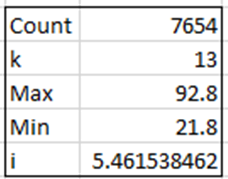 Count 7654
k 13
Max 92.8
Min 21.8
i 5.461538462